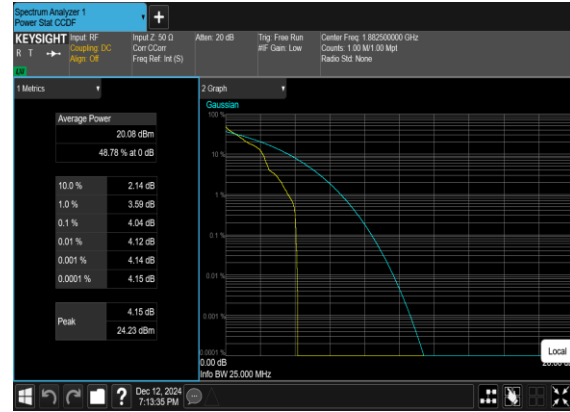 Spectrum Analyzer 1
Power Stat CCDF
+
KEYSIGHT
R T
LXI
Input: RF
Coupling: DC
Align: Off
Input Z: 50 Ω
Corr CCorr
Freq Ref: Int (S)
Atten: 20 dB
Trig: Free Run
#IF Gain: Low
Center Freq: 1.882500000 GHz
Counts: 1.00 M/1.00 Mpt
Radio Std: None
1 Metrics
Average Power
20.08 dBm
48.78 % at 0 dB
10.0 % 2.14 dB
1.0 % 3.59 dB
0.1 % 4.04 dB
0.01 % 4.12 dB
0.001 % 4.14 dB
0.0001 % 4.15 dB
Peak
4.15 dB
24.23 dBm
2 Graph
Gaussian
100 %
10 %
1 %
0.1 %
0.01 %
0.001 %
0.0001 %
0.00 dB
Info BW 25.000 MHz
Local
?
Dec 12, 2024
7:13:35 PM